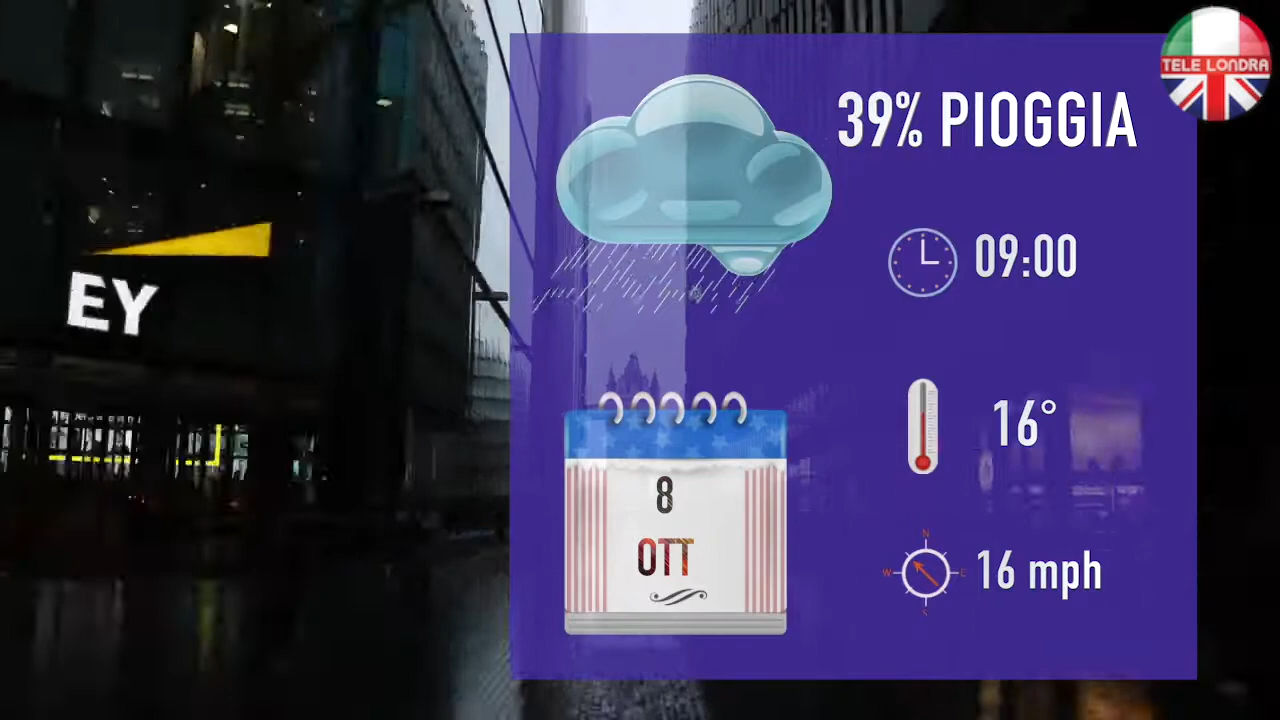 TELE LONDRA
39% PIOGGIA
09:00
EY
16°
8
OTT
N
W
E
S
16 mph